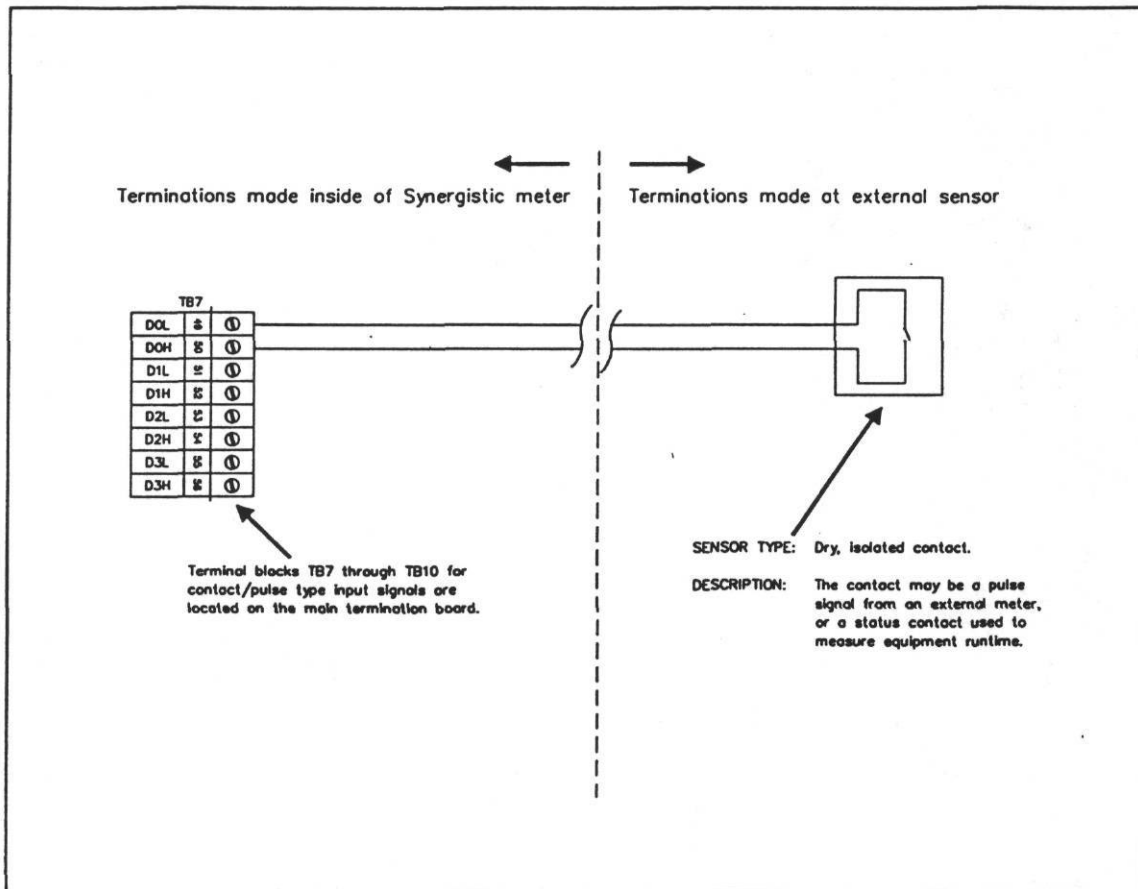 Terminations made inside of Synergistic meter
Terminations made at external sensor
TB7
D0L
D0H
D1L
D1H
D2L
D2H
D3L
D3H
Terminal blocks TB7 through TB10 for
contact/pulse type input signals are
located on the main termination board.
SENSOR TYPE: Dry, isolated contact.
DESCRIPTION: The contact may be a pulse
signal from an external meter,
or a status contact used to
measure equipment runtime.